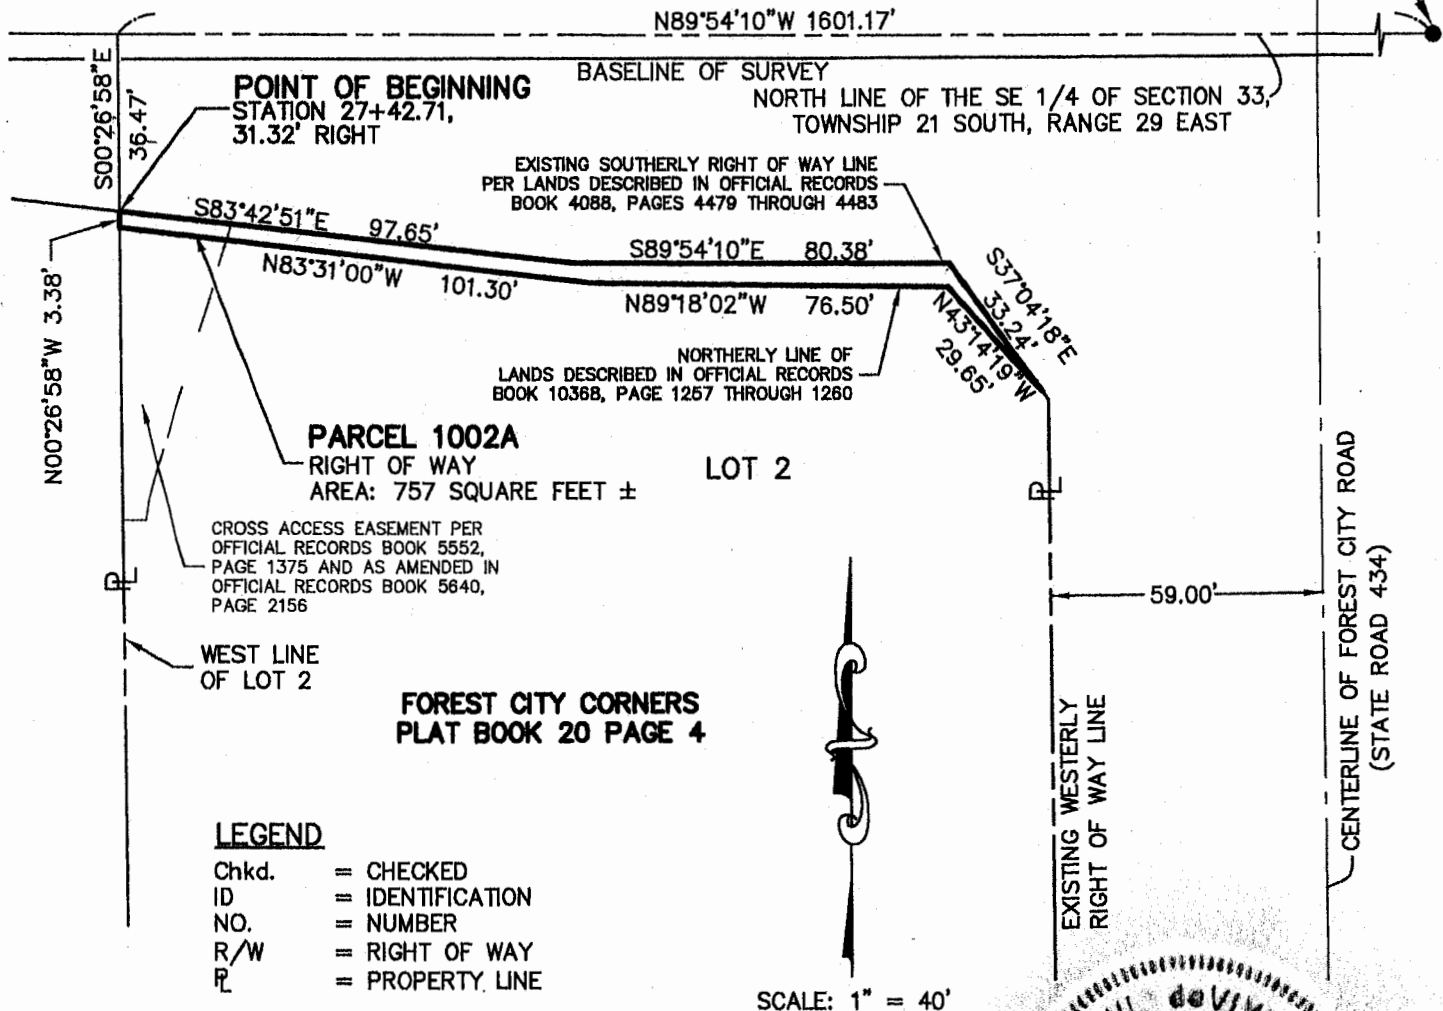 N89°54'10"W 1601.17'
BASELINE OF SURVEY
NORTH LINE OF THE SE 1/4 OF SECTION 33,
TOWNSHIP 21 SOUTH, RANGE 29 EAST
S00°26'58"E
36.47'
POINT OF BEGINNING
STATION 27+42.71,
31.32' RIGHT
EXISTING SOUTHERLY RIGHT OF WAY LINE
PER LANDS DESCRIBED IN OFFICIAL RECORDS
BOOK 4088, PAGES 4479 THROUGH 4483
S83°42'51"E 97.65'
N83°31'00"W 101.30'
S89°54'10"E 80.38'
N89°18'02"W 76.50'
S37°04'18"E
33.24'
N43°14'19"W
29.65'
N00°26'58"W 3.38'
NORTHERLY LINE OF
LANDS DESCRIBED IN OFFICIAL RECORDS
BOOK 10368, PAGE 1257 THROUGH 1260
PARCEL 1002A
RIGHT OF WAY
AREA: 757 SQUARE FEET ±
LOT 2
CROSS ACCESS EASEMENT PER
OFFICIAL RECORDS BOOK 5552,
PAGE 1375 AND AS AMENDED IN
OFFICIAL RECORDS BOOK 5640,
PAGE 2156
PL
PL
59.00'
WEST LINE
OF LOT 2
FOREST CITY CORNERS
PLAT BOOK 20 PAGE 4
EXISTING WESTERLY
RIGHT OF WAY LINE
CENTERLINE OF FOREST CITY ROAD
(STATE ROAD 434)
LEGEND
Chkd. = CHECKED
ID = IDENTIFICATION
NO. = NUMBER
R/W = RIGHT OF WAY
PL = PROPERTY LINE
SCALE: 1" = 40'